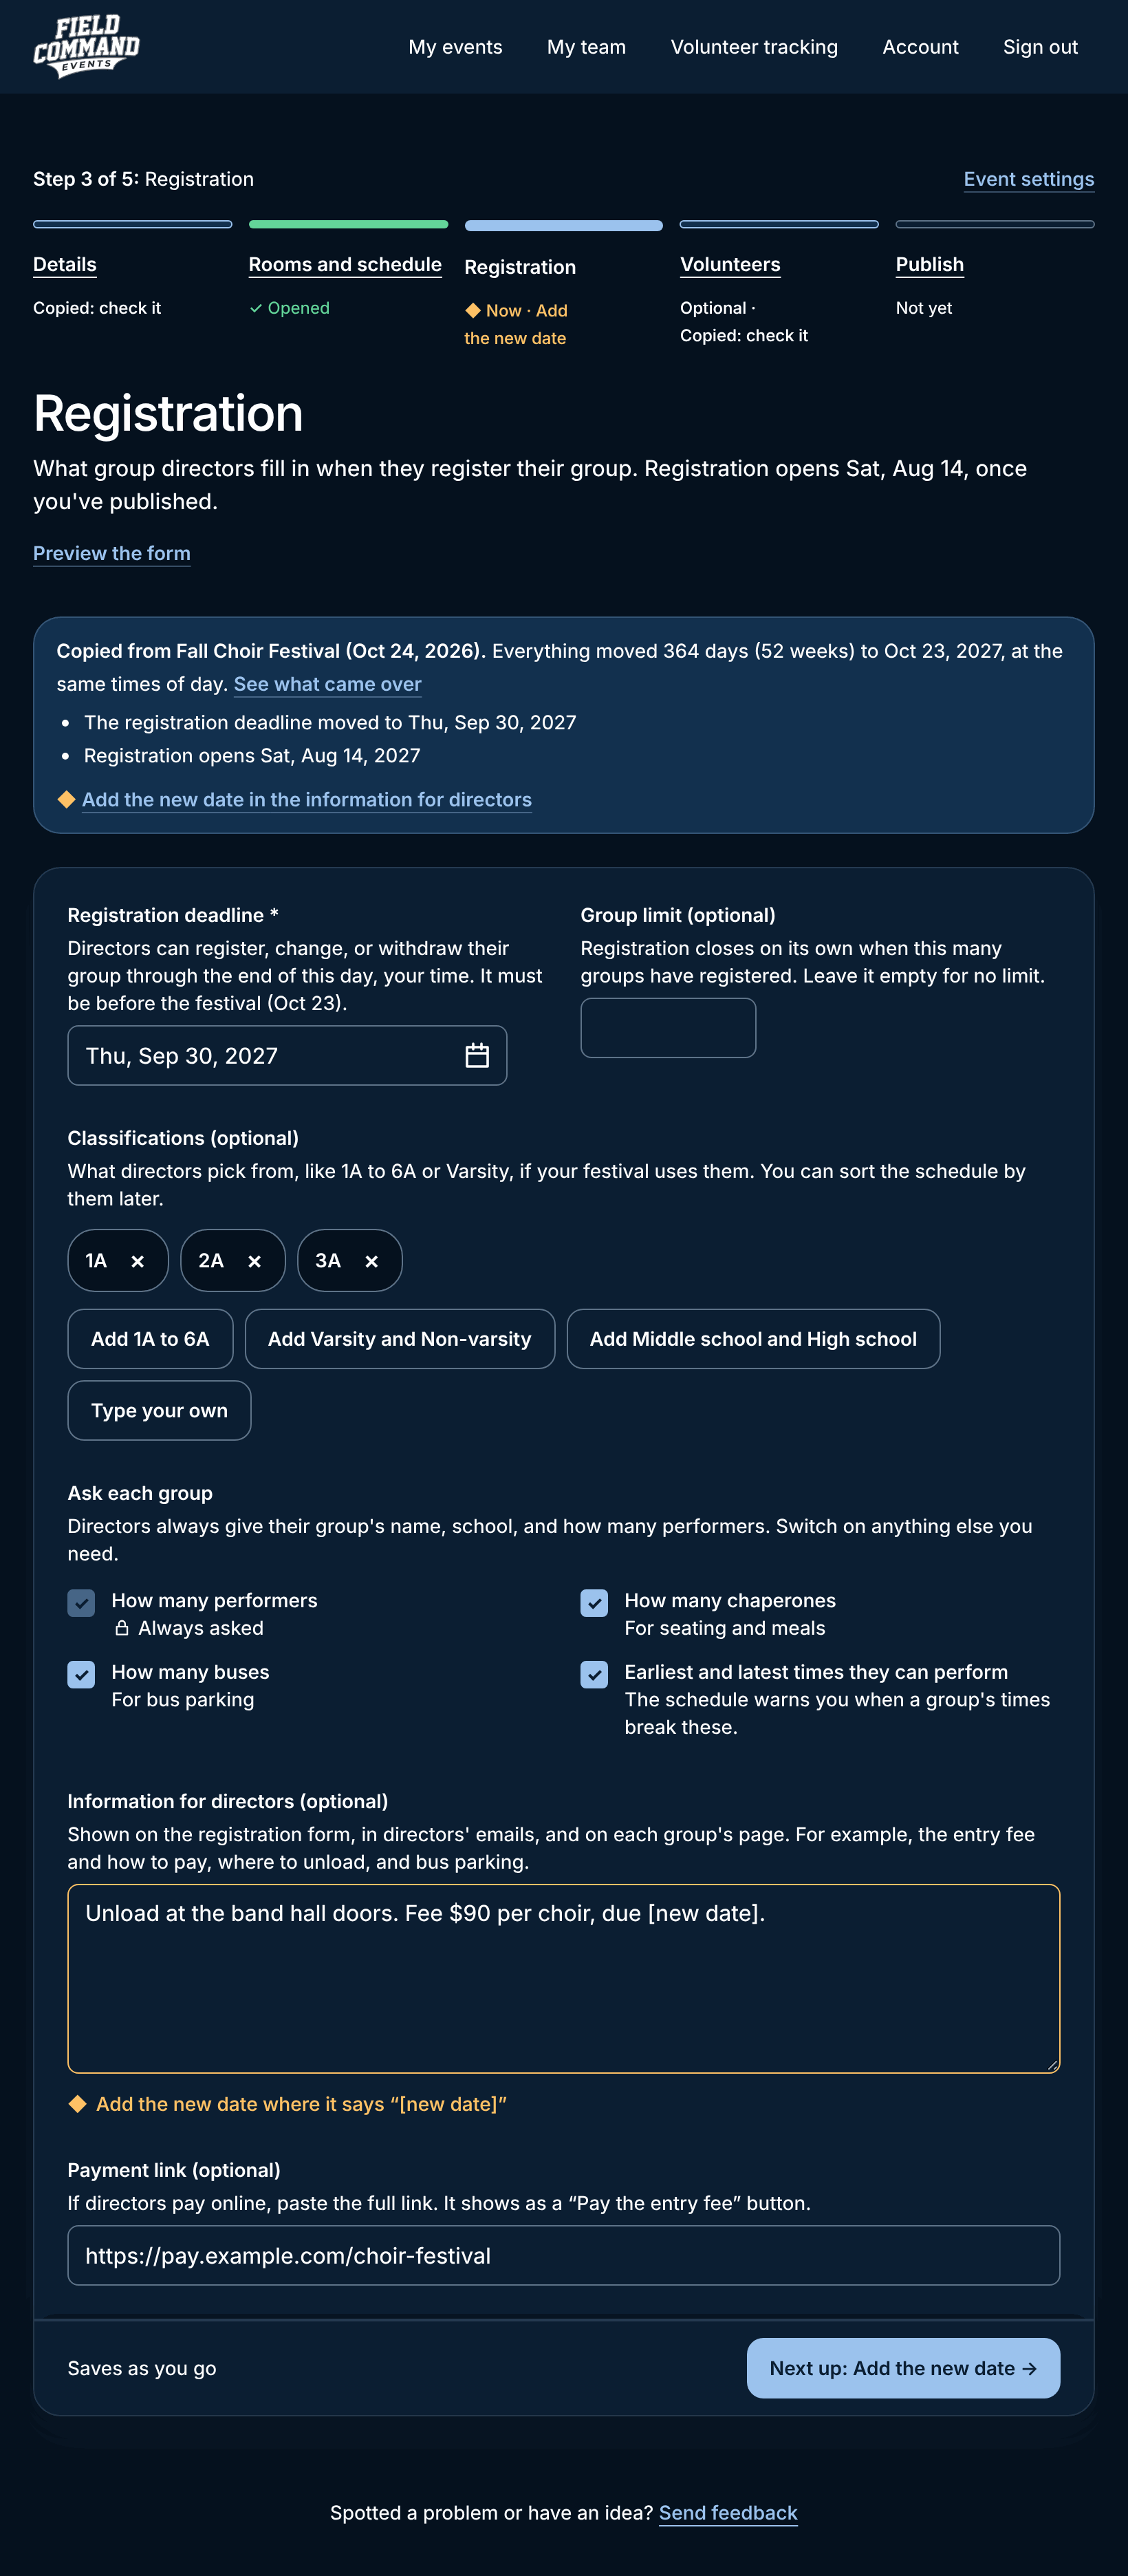 FIELD
COMMAND
EVENTS
My events
My team
Volunteer tracking
Account
Sign out
Step 3 of 5: Registration
Event settings
Details
Copied: check it
Rooms and schedule
✓ Opened
Registration
◆ Now · Add
the new date
Volunteers
Optional ·
Copied: check it
Publish
Not yet
Registration
What group directors fill in when they register their group. Registration opens Sat, Aug 14, once
you've published.
Preview the form
Copied from Fall Choir Festival (Oct 24, 2026). Everything moved 364 days (52 weeks) to Oct 23, 2027, at the
same times of day. See what came over
• The registration deadline moved to Thu, Sep 30, 2027
• Registration opens Sat, Aug 14, 2027
◆ Add the new date in the information for directors
Registration deadline *
Directors can register, change, or withdraw their
group through the end of this day, your time. It must
be before the festival (Oct 23).
Thu, Sep 30, 2027
Group limit (optional)
Registration closes on its own when this many
groups have registered. Leave it empty for no limit.
Classifications (optional)
What directors pick from, like 1A to 6A or Varsity, if your festival uses them. You can sort the schedule by
them later.
1A ×
2A ×
3A ×
Add 1A to 6A
Add Varsity and Non-varsity
Add Middle school and High school
Type your own
Ask each group
Directors always give their group's name, school, and how many performers. Switch on anything else you
need.
How many performers
Always asked
How many chaperones
For seating and meals
How many buses
For bus parking
Earliest and latest times they can perform
The schedule warns you when a group's times
break these.
Information for directors (optional)
Shown on the registration form, in directors' emails, and on each group's page. For example, the entry fee
and how to pay, where to unload, and bus parking.
Unload at the band hall doors. Fee $90 per choir, due [new date].
◆ Add the new date where it says “[new date]”
Payment link (optional)
If directors pay online, paste the full link. It shows as a “Pay the entry fee” button.
https://pay.example.com/choir-festival
Saves as you go
Next up: Add the new date →
Spotted a problem or have an idea? Send feedback